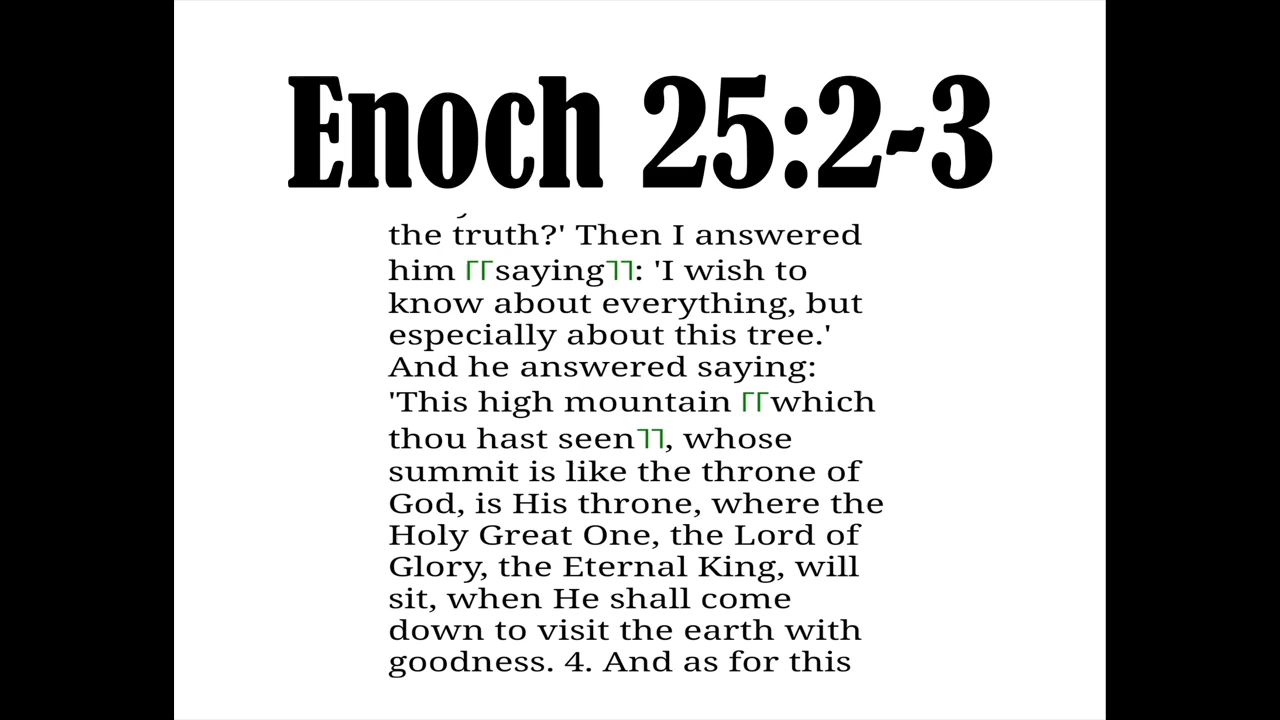 Enoch 25:2-3
the truth?' Then I answered
him ⌈⌈saying⌉⌉: 'I wish to
know about everything, but
especially about this tree.'
And he answered saying:
'This high mountain ⌈⌈which
thou hast seen⌉⌉, whose
summit is like the throne of
God, is His throne, where the
Holy Great One, the Lord of
Glory, the Eternal King, will
sit, when He shall come
down to visit the earth with
goodness. 4. And as for this